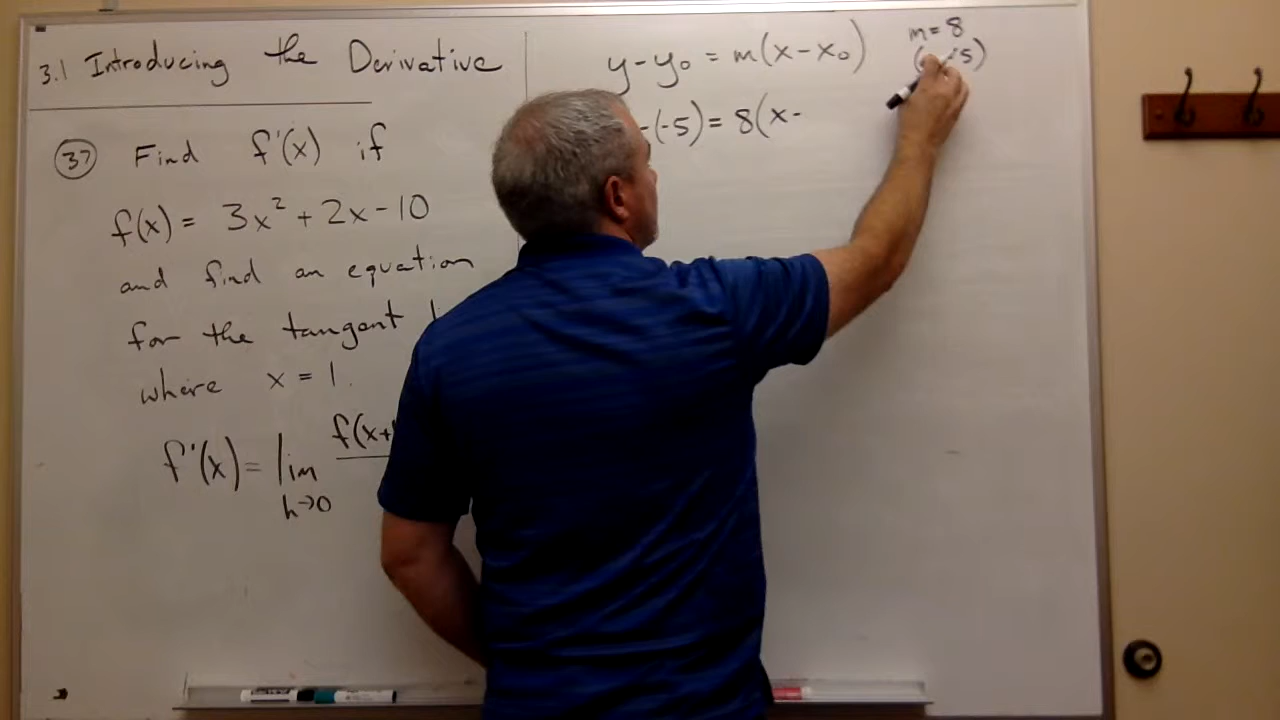 3.1 Introducing the Derivative
37 Find f'(x) if
f(x) = 3x² + 2x - 10
and find an equation
for the tangent
where x = 1.
f'(x) = lim f(x+
h→0
y - y₀ = m(x - x₀)
-(-5) = 8(x -
m = 8
( -5)